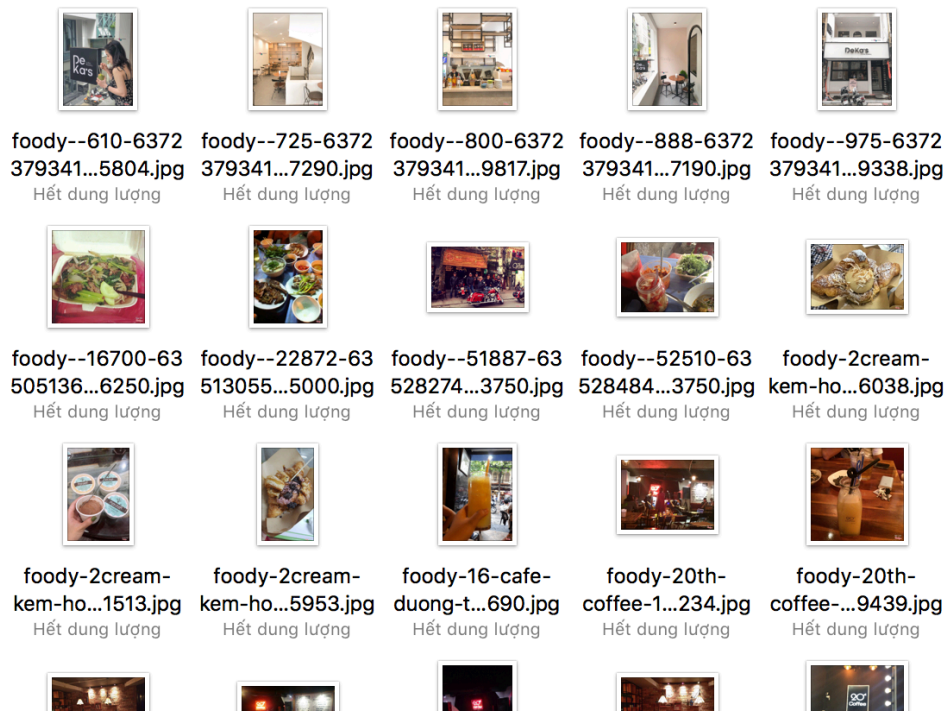 De
Ka's
DeKa's
foody--610-6372
379341...5804.jpg
Hết dung lượng
foody--725-6372
379341...7290.jpg
Hết dung lượng
foody--800-6372
379341...9817.jpg
Hết dung lượng
foody--888-6372
379341...7190.jpg
Hết dung lượng
foody--975-6372
379341...9338.jpg
Hết dung lượng
foody--16700-63
505136...6250.jpg
Hết dung lượng
foody--22872-63
513055...5000.jpg
Hết dung lượng
foody--51887-63
528274...3750.jpg
Hết dung lượng
foody--52510-63
528484...3750.jpg
Hết dung lượng
foody-2cream-
kem-ho...6038.jpg
Hết dung lượng
foody-2cream-
kem-ho...1513.jpg
Hết dung lượng
foody-2cream-
kem-ho...5953.jpg
Hết dung lượng
foody-16-cafe-
duong-t...690.jpg
Hết dung lượng
foody-20th-
coffee-1...234.jpg
Hết dung lượng
foody-20th-
coffee-...9439.jpg
Hết dung lượng
Coffee